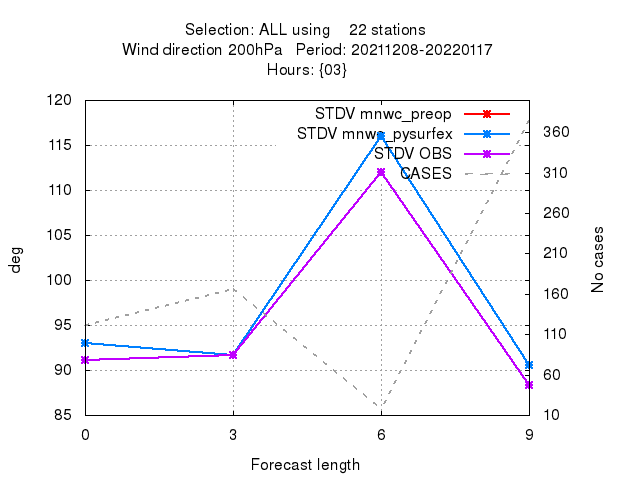 Selection: ALL using 22 stations
Wind direction 200hPa Period: 20211208-20220117
Hours: {03}
STDV mnwc_preop
STDV mnwc_pysurfex
STDV OBS
CASES
120
115
110
105
100
95
90
85
360
310
260
210
160
110
60
10
deg
No cases
0 3 6 9
Forecast length